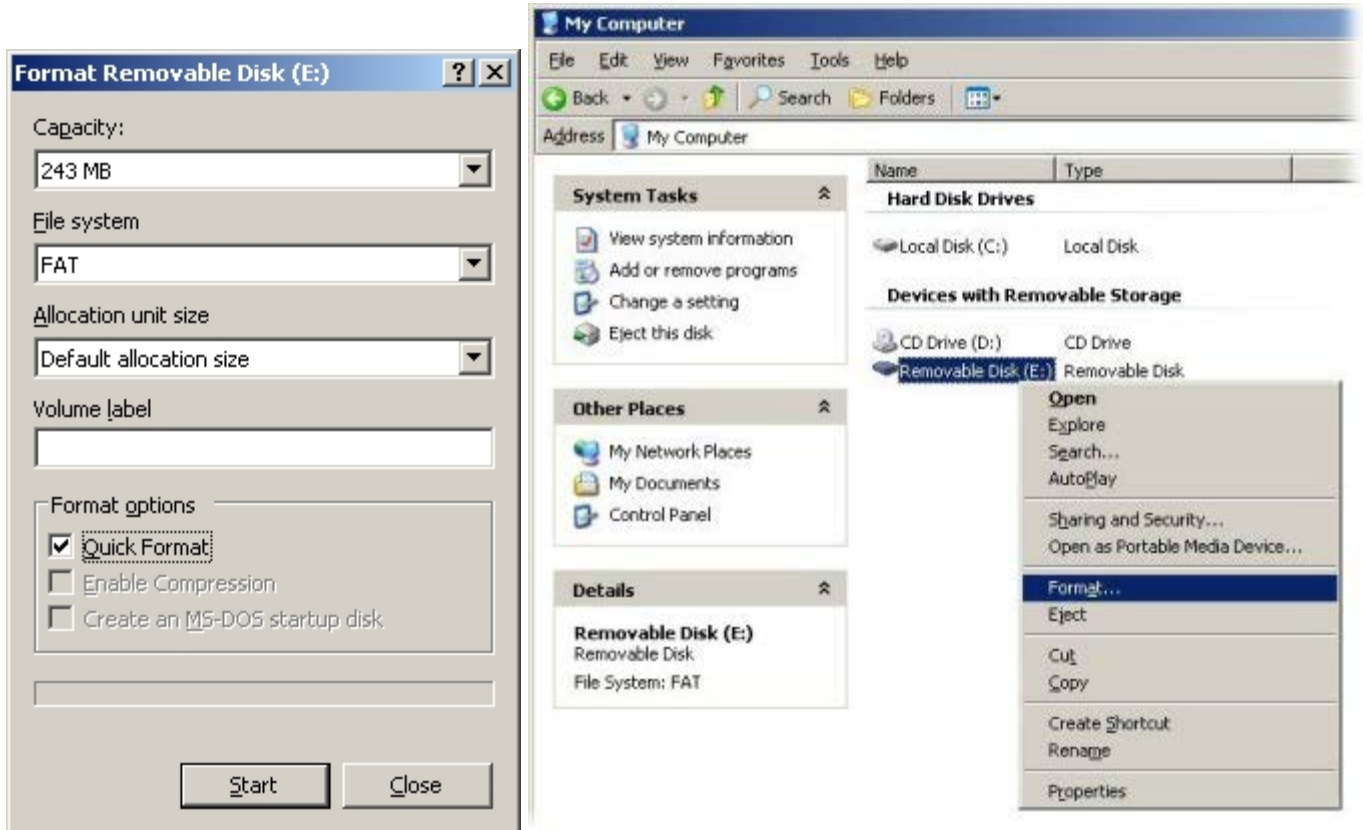 Format Removable Disk (E:)
Capacity:
243 MB
File system
FAT
Allocation unit size
Default allocation size
Volume label
Format options
Quick Format
Enable Compression
Create an MS-DOS startup disk
Start
Close
My Computer
File Edit View Favorites Tools Help
Back Search Folders
Address My Computer
System Tasks
View system information
Add or remove programs
Change a setting
Eject this disk
Other Places
My Network Places
My Documents
Control Panel
Details
Removable Disk (E:)
Removable Disk
File System: FAT
Name Type
Hard Disk Drives
Local Disk (C:) Local Disk
Devices with Removable Storage
CD Drive (D:) CD Drive
Removable Disk (E:) Removable Disk
Open
Explore
Search...
AutoPlay
Sharing and Security...
Open as Portable Media Device...
Format...
Eject
Cut
Copy
Create Shortcut
Rename
Properties